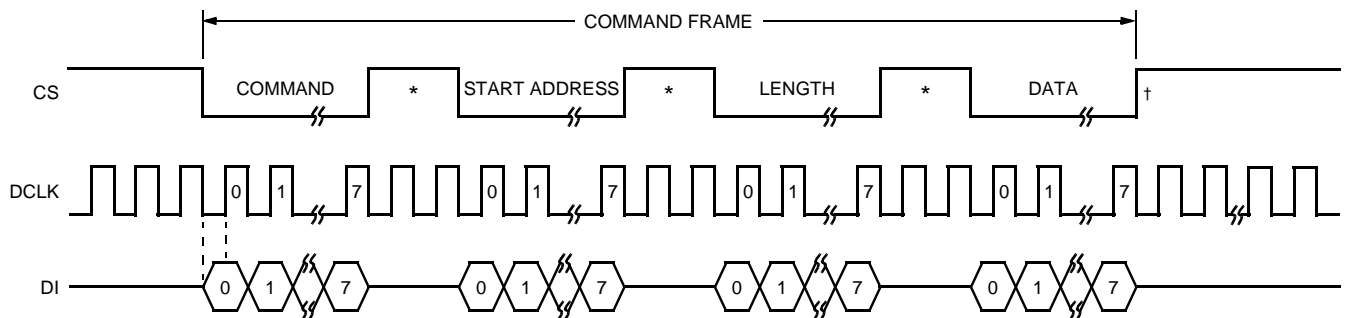 COMMAND FRAME
CS COMMAND * START ADDRESS * LENGTH * DATA †
DCLK 0 1 7 0 1 7 0 1 7 0 1 7
DI 0 1 7 0 1 7 0 1 7 0 1 7